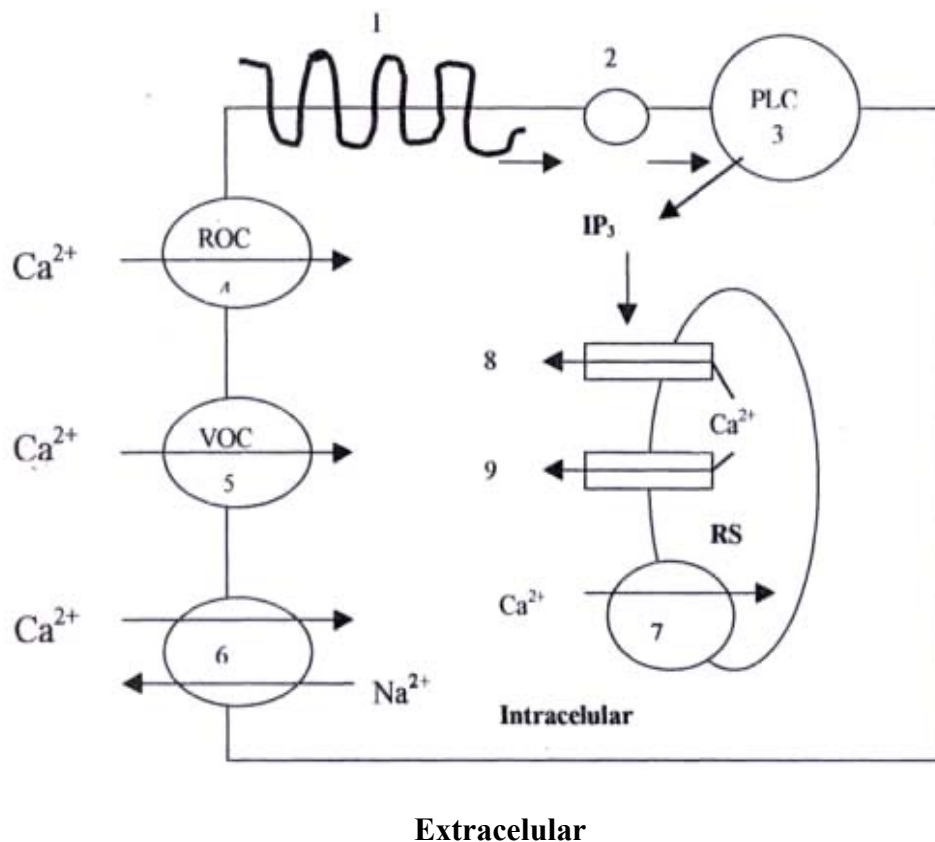 1
2
PLC
3
ROC
4
Ca²⁺
IP₃
8
Ca²⁺
VOC
5
Ca²⁺
9
RS
Ca²⁺
6
Na²⁺
Ca²⁺
7
Intracelular
Extracelular